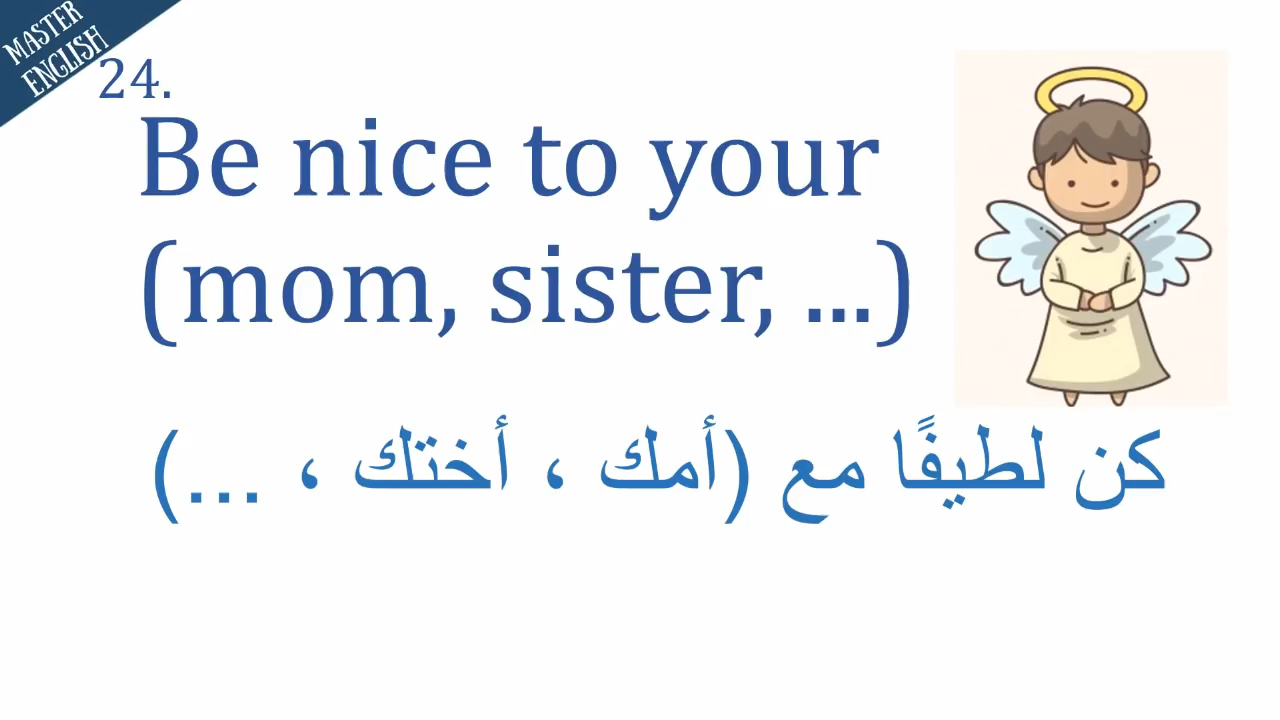 MASTER
ENGLISH
24.
Be nice to your
(mom, sister, ...)
كن لطيفًا مع (أمك ، أختك ، ...)